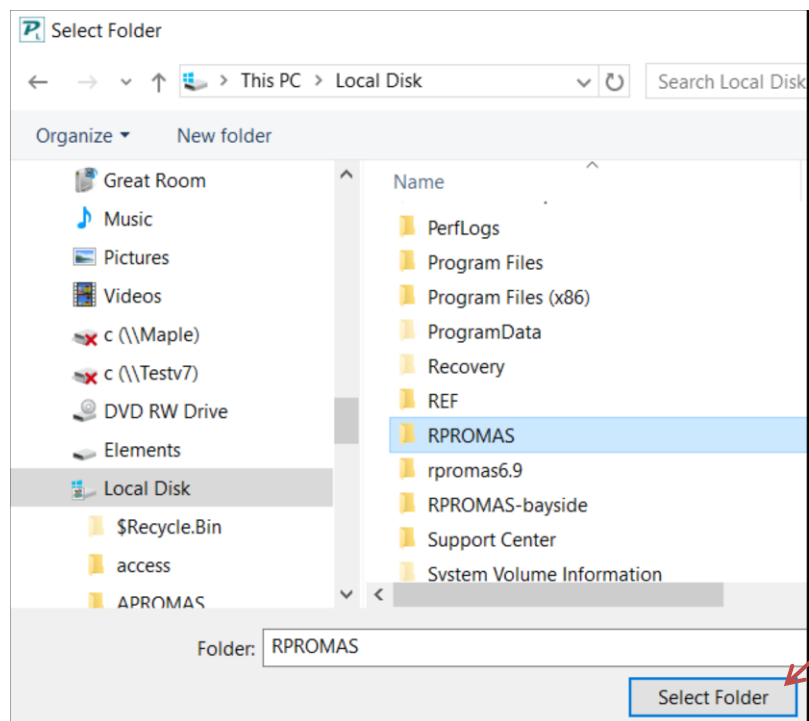 Select Folder
This PC > Local Disk
Search Local Disk
Organize
New folder
Great Room
Music
Pictures
Videos
c (\\Maple)
c (\\Testv7)
DVD RW Drive
Elements
Local Disk
$Recycle.Bin
access
APROMAS
Name
PerfLogs
Program Files
Program Files (x86)
ProgramData
Recovery
REF
RPROMAS
rpromas6.9
RPROMAS-bayside
Support Center
System Volume Information
Folder: RPROMAS
Select Folder